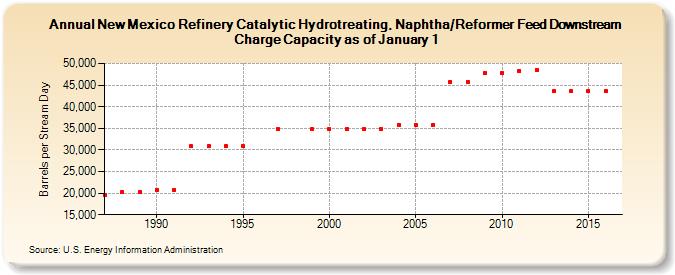 Annual New Mexico Refinery Catalytic Hydrotreating, Naphtha/Reformer Feed Downstream
Charge Capacity as of January 1
Barrels per Stream Day
50,000
45,000
40,000
35,000
30,000
25,000
20,000
15,000
1990 1995 2000 2005 2010 2015
Source: U.S. Energy Information Administration